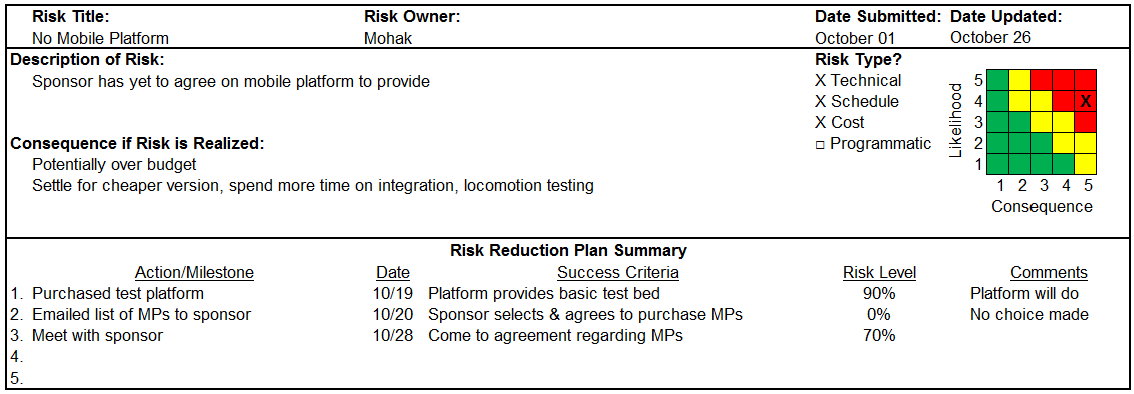 Risk Title: Risk Owner: Date Submitted: Date Updated:
No Mobile Platform Mohak October 01 October 26
Description of Risk: Risk Type?
Sponsor has yet to agree on mobile platform to provide X Technical 5
X Schedule 4 X
X Cost 3
Likelihood
Consequence if Risk is Realized: □ Programmatic 2
Potentially over budget 1
Settle for cheaper version, spend more time on integration, locomotion testing 1 2 3 4 5
Consequence
Risk Reduction Plan Summary
Action/Milestone Date Success Criteria Risk Level Comments
1. Purchased test platform 10/19 Platform provides basic test bed 90% Platform will do
2. Emailed list of MPs to sponsor 10/20 Sponsor selects & agrees to purchase MPs 0% No choice made
3. Meet with sponsor 10/28 Come to agreement regarding MPs 70%
4.
5.